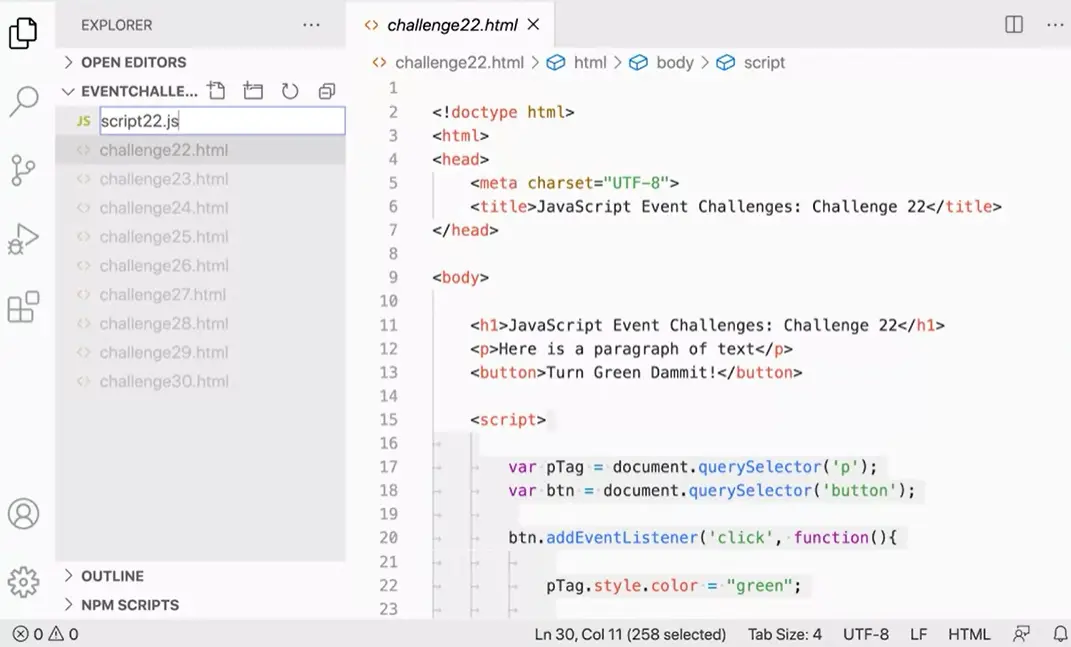 EXPLORER
OPEN EDITORS
EVENTCHALLE...
JS script22.js
challenge22.html
challenge23.html
challenge24.html
challenge25.html
challenge26.html
challenge27.html
challenge28.html
challenge29.html
challenge30.html
OUTLINE
NPM SCRIPTS
challenge22.html
challenge22.html > html > body > script
1
2 <!doctype html>
3 <html>
4 <head>
5 <meta charset="UTF-8">
6 <title>JavaScript Event Challenges: Challenge 22</title>
7 </head>
8
9 <body>
10
11 <h1>JavaScript Event Challenges: Challenge 22</h1>
12 <p>Here is a paragraph of text</p>
13 <button>Turn Green Dammit!</button>
14
15 <script>
16
17 var pTag = document.querySelector('p');
18 var btn = document.querySelector('button');
19
20 btn.addEventListener('click', function(){
21
22 pTag.style.color = "green";
23
0 0 Ln 30, Col 11 (258 selected) Tab Size: 4 UTF-8 LF HTML